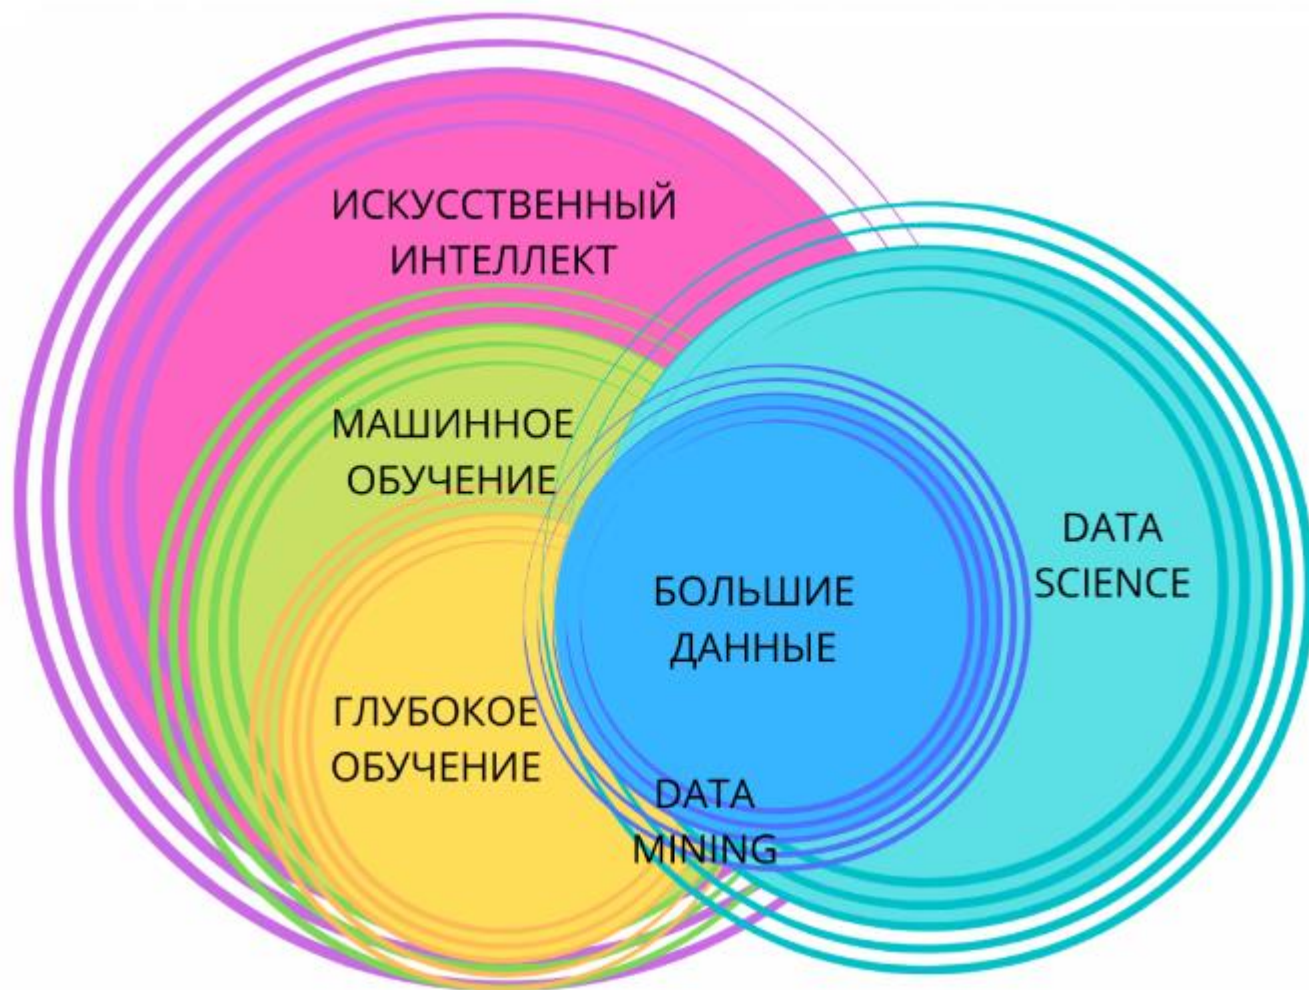 ИСКУССТВЕННЫЙ
ИНТЕЛЛЕКТ
МАШИННОЕ
ОБУЧЕНИЕ
ГЛУБОКОЕ
ОБУЧЕНИЕ
БОЛЬШИЕ
ДАННЫЕ
DATA
MINING
DATA
SCIENCE